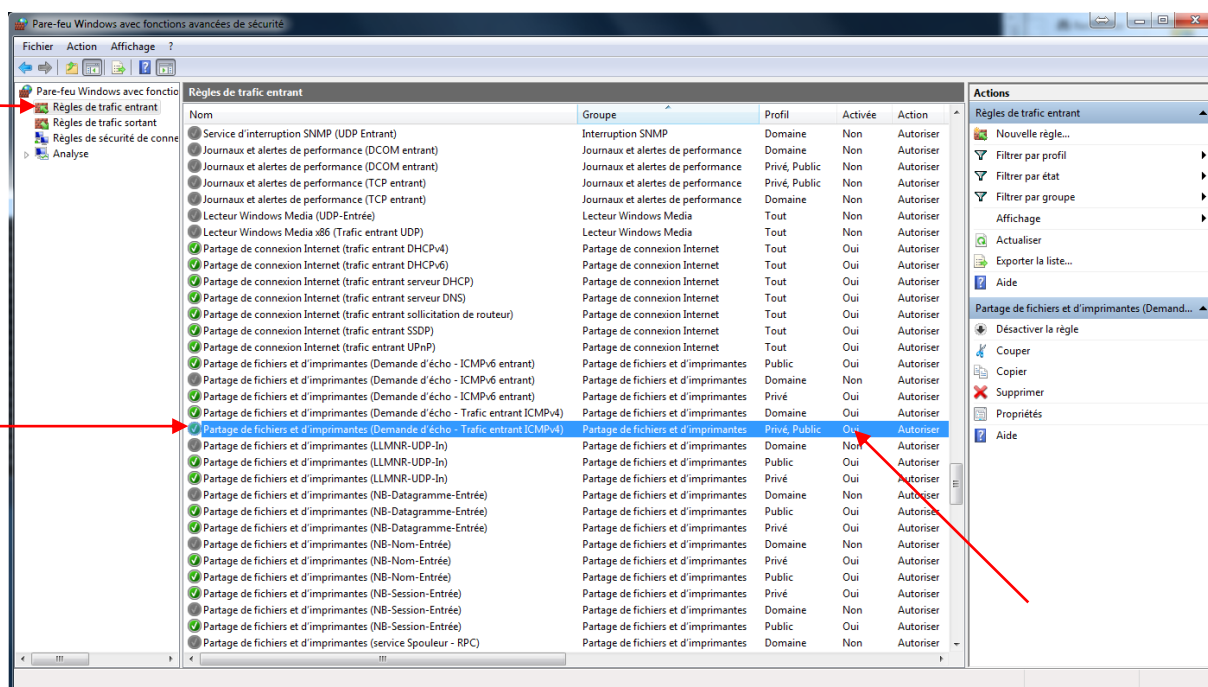 Pare-feu Windows avec fonctions avancées de sécurité
Fichier Action Affichage ?
Pare-feu Windows avec fonctio
Règles de trafic entrant
Règles de trafic sortant
Règles de sécurité de conne
Analyse
Règles de trafic entrant
Nom Groupe Profil Activée Action
Service d'interruption SNMP (UDP Entrant) Interruption SNMP Domaine Non Autoriser
Journaux et alertes de performance (DCOM entrant) Journaux et alertes de performance Domaine Non Autoriser
Journaux et alertes de performance (DCOM entrant) Journaux et alertes de performance Privé, Public Non Autoriser
Journaux et alertes de performance (TCP entrant) Journaux et alertes de performance Privé, Public Non Autoriser
Journaux et alertes de performance (TCP entrant) Journaux et alertes de performance Domaine Non Autoriser
Lecteur Windows Media (UDP-Entrée) Lecteur Windows Media Tout Non Autoriser
Lecteur Windows Media x86 (Trafic entrant UDP) Lecteur Windows Media Tout Non Autoriser
Partage de connexion Internet (trafic entrant DHCPv4) Partage de connexion Internet Tout Oui Autoriser
Partage de connexion Internet (trafic entrant DHCPv6) Partage de connexion Internet Tout Oui Autoriser
Partage de connexion Internet (trafic entrant serveur DHCP) Partage de connexion Internet Tout Oui Autoriser
Partage de connexion Internet (trafic entrant serveur DNS) Partage de connexion Internet Tout Oui Autoriser
Partage de connexion Internet (trafic entrant sollicitation de routeur) Partage de connexion Internet Tout Oui Autoriser
Partage de connexion Internet (trafic entrant SSDP) Partage de connexion Internet Tout Oui Autoriser
Partage de connexion Internet (trafic entrant UPnP) Partage de connexion Internet Tout Oui Autoriser
Partage de fichiers et d'imprimantes (Demande d'écho - ICMPv6 entrant) Partage de fichiers et d'imprimantes Public Oui Autoriser
Partage de fichiers et d'imprimantes (Demande d'écho - ICMPv6 entrant) Partage de fichiers et d'imprimantes Domaine Non Autoriser
Partage de fichiers et d'imprimantes (Demande d'écho - ICMPv6 entrant) Partage de fichiers et d'imprimantes Privé Oui Autoriser
Partage de fichiers et d'imprimantes (Demande d'écho - Trafic entrant ICMPv4) Partage de fichiers et d'imprimantes Domaine Oui Autoriser
Partage de fichiers et d'imprimantes (Demande d'écho - Trafic entrant ICMPv4) Partage de fichiers et d'imprimantes Privé, Public Oui Autoriser
Partage de fichiers et d'imprimantes (LLMNR-UDP-In) Partage de fichiers et d'imprimantes Domaine Non Autoriser
Partage de fichiers et d'imprimantes (LLMNR-UDP-In) Partage de fichiers et d'imprimantes Public Oui Autoriser
Partage de fichiers et d'imprimantes (LLMNR-UDP-In) Partage de fichiers et d'imprimantes Privé Oui Autoriser
Partage de fichiers et d'imprimantes (NB-Datagramme-Entrée) Partage de fichiers et d'imprimantes Domaine Non Autoriser
Partage de fichiers et d'imprimantes (NB-Datagramme-Entrée) Partage de fichiers et d'imprimantes Public Oui Autoriser
Partage de fichiers et d'imprimantes (NB-Datagramme-Entrée) Partage de fichiers et d'imprimantes Privé Oui Autoriser
Partage de fichiers et d'imprimantes (NB-Nom-Entrée) Partage de fichiers et d'imprimantes Domaine Non Autoriser
Partage de fichiers et d'imprimantes (NB-Nom-Entrée) Partage de fichiers et d'imprimantes Privé Oui Autoriser
Partage de fichiers et d'imprimantes (NB-Nom-Entrée) Partage de fichiers et d'imprimantes Public Oui Autoriser
Partage de fichiers et d'imprimantes (NB-Session-Entrée) Partage de fichiers et d'imprimantes Privé Oui Autoriser
Partage de fichiers et d'imprimantes (NB-Session-Entrée) Partage de fichiers et d'imprimantes Domaine Non Autoriser
Partage de fichiers et d'imprimantes (NB-Session-Entrée) Partage de fichiers et d'imprimantes Public Oui Autoriser
Partage de fichiers et d'imprimantes (service Spouleur - RPC) Partage de fichiers et d'imprimantes Domaine Non Autoriser
Actions
Règles de trafic entrant
Nouvelle règle...
Filtrer par profil
Filtrer par état
Filtrer par groupe
Affichage
Actualiser
Exporter la liste...
Aide
Partage de fichiers et d'imprimantes (Demand...
Désactiver la règle
Couper
Copier
Supprimer
Propriétés
Aide